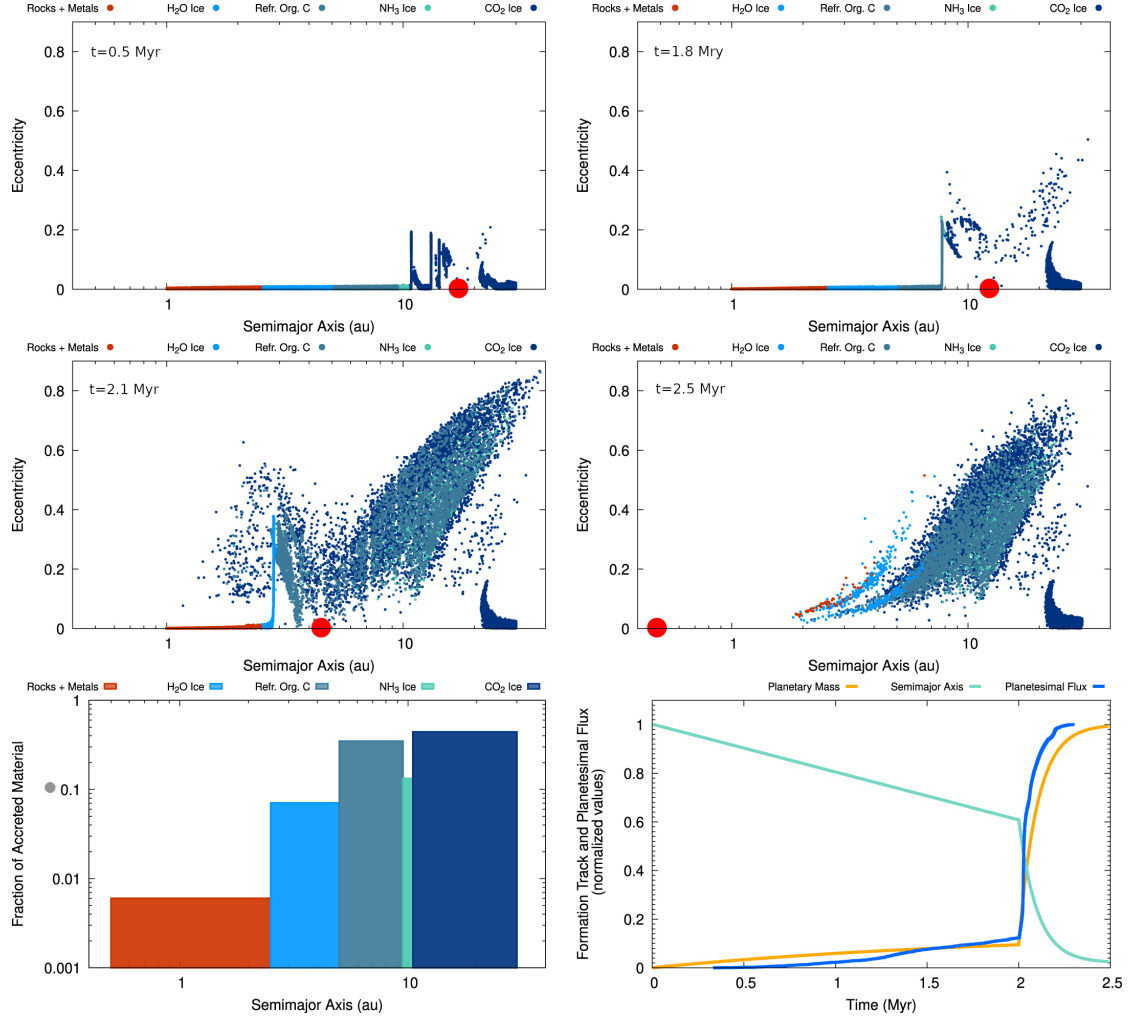 Rocks + Metals H₂O Ice Refr. Org. C NH₃ Ice CO₂ Ice
t=0.5 Myr
Eccentricity
0.8
0.6
0.4
0.2
0
1 10
Semimajor Axis (au)
Rocks + Metals H₂O Ice Refr. Org. C NH₃ Ice CO₂ Ice
t=1.8 Mry
Eccentricity
0.8
0.6
0.4
0.2
0
1 10
Semimajor Axis (au)
Rocks + Metals H₂O Ice Refr. Org. C NH₃ Ice CO₂ Ice
t=2.1 Myr
Eccentricity
0.8
0.6
0.4
0.2
0
1 10
Semimajor Axis (au)
Rocks + Metals H₂O Ice Refr. Org. C NH₃ Ice CO₂ Ice
t=2.5 Myr
Eccentricity
0.8
0.6
0.4
0.2
0
1 10
Semimajor Axis (au)
Rocks + Metals H₂O Ice Refr. Org. C NH₃ Ice CO₂ Ice
Fraction of Accreted Material
1
0.1
0.01
0.001
1 10
Semimajor Axis (au)
Planetary Mass Semimajor Axis Planetesimal Flux
Formation Track and Planetesimal Flux
(normalized values)
1
0.8
0.6
0.4
0.2
0
0 0.5 1 1.5 2 2.5
Time (Myr)